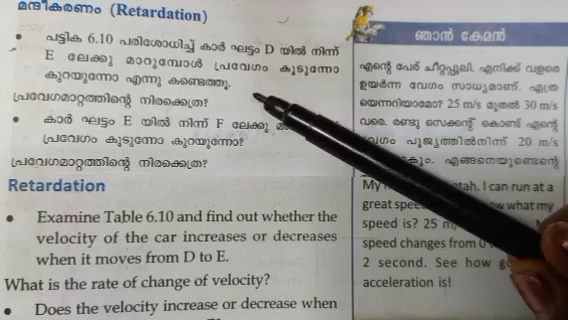 മന്ദീകരണം (Retardation)
• പട്ടിക 6.10 പരിശോധിച്ച് കാർ ഘട്ടം D യിൽ നിന്ന്
E ലേക്കു മാറുമ്പോൾ പ്രവേഗം കൂടുന്നോ
കുറയുന്നോ എന്നു കണ്ടെത്തൂ.
പ്രവേഗമാറ്റത്തിന്റെ നിരക്കെത്ര?
• കാർ ഘട്ടം E യിൽ നിന്ന് F ലേക്കു
പ്രവേഗം കൂടുന്നോ കുറയുന്നോ?
പ്രവേഗമാറ്റത്തിന്റെ നിരക്കെത്ര?
Retardation
• Examine Table 6.10 and find out whether the
velocity of the car increases or decreases
when it moves from D to E.
What is the rate of change of velocity?
• Does the velocity increase or decrease when
ഞാൻ കേമൻ
എന്റെ പേര് ചീറ്റപ്പുലി. എനിക്ക് വളരെ
ഉയർന്ന വേഗം സാധ്യമാണ്. എത്ര
യെന്നറിയാമോ? 25 m/s മുതൽ 30 m/s
വരെ. രണ്ടു സെക്കന്റ് കൊണ്ട് എന്റെ
വേഗം പൂജ്യത്തിൽനിന്ന് 20 m/s
എങ്ങനെയുണ്ടെന്റെ
My I can run at a
great what my
speed is? 25
speed changes from
2 second. See how
acceleration is!